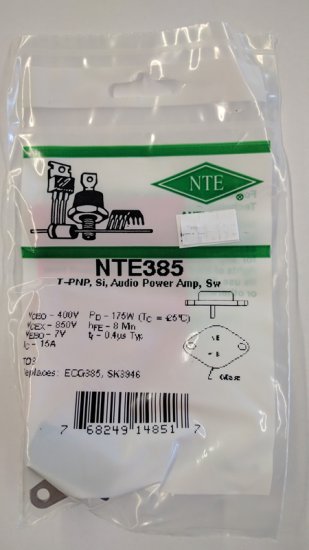 NTE
®
NTE385
T-PNP, Si, Audio Power Amp, Sw
VCEO - 400V PD - 175W (TC = +25°C)
VCEX - 850V hFE - 8 Min
VEBO - 7V tf - 0.4µs Typ
IC - 15A
TO3
Replaces: ECG385, SK3946
CASE
7 68249 14851 7